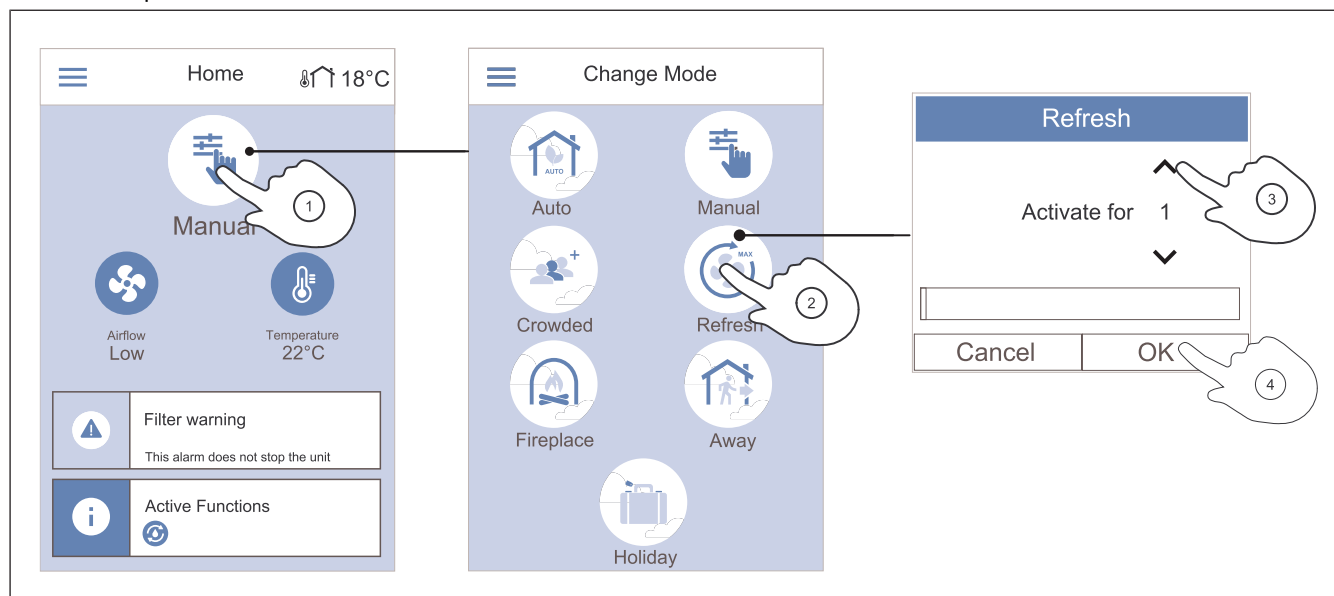 Home
18°C
Manual
1
Airflow
Low
Temperature
22°C
Filter warning
This alarm does not stop the unit
i
Active Functions
Change Mode
AUTO
Auto
Manual
+
Crowded
MAX
Refresh
2
Fireplace
Away
Holiday
Refresh
Activate for 1
3
Cancel
OK
4